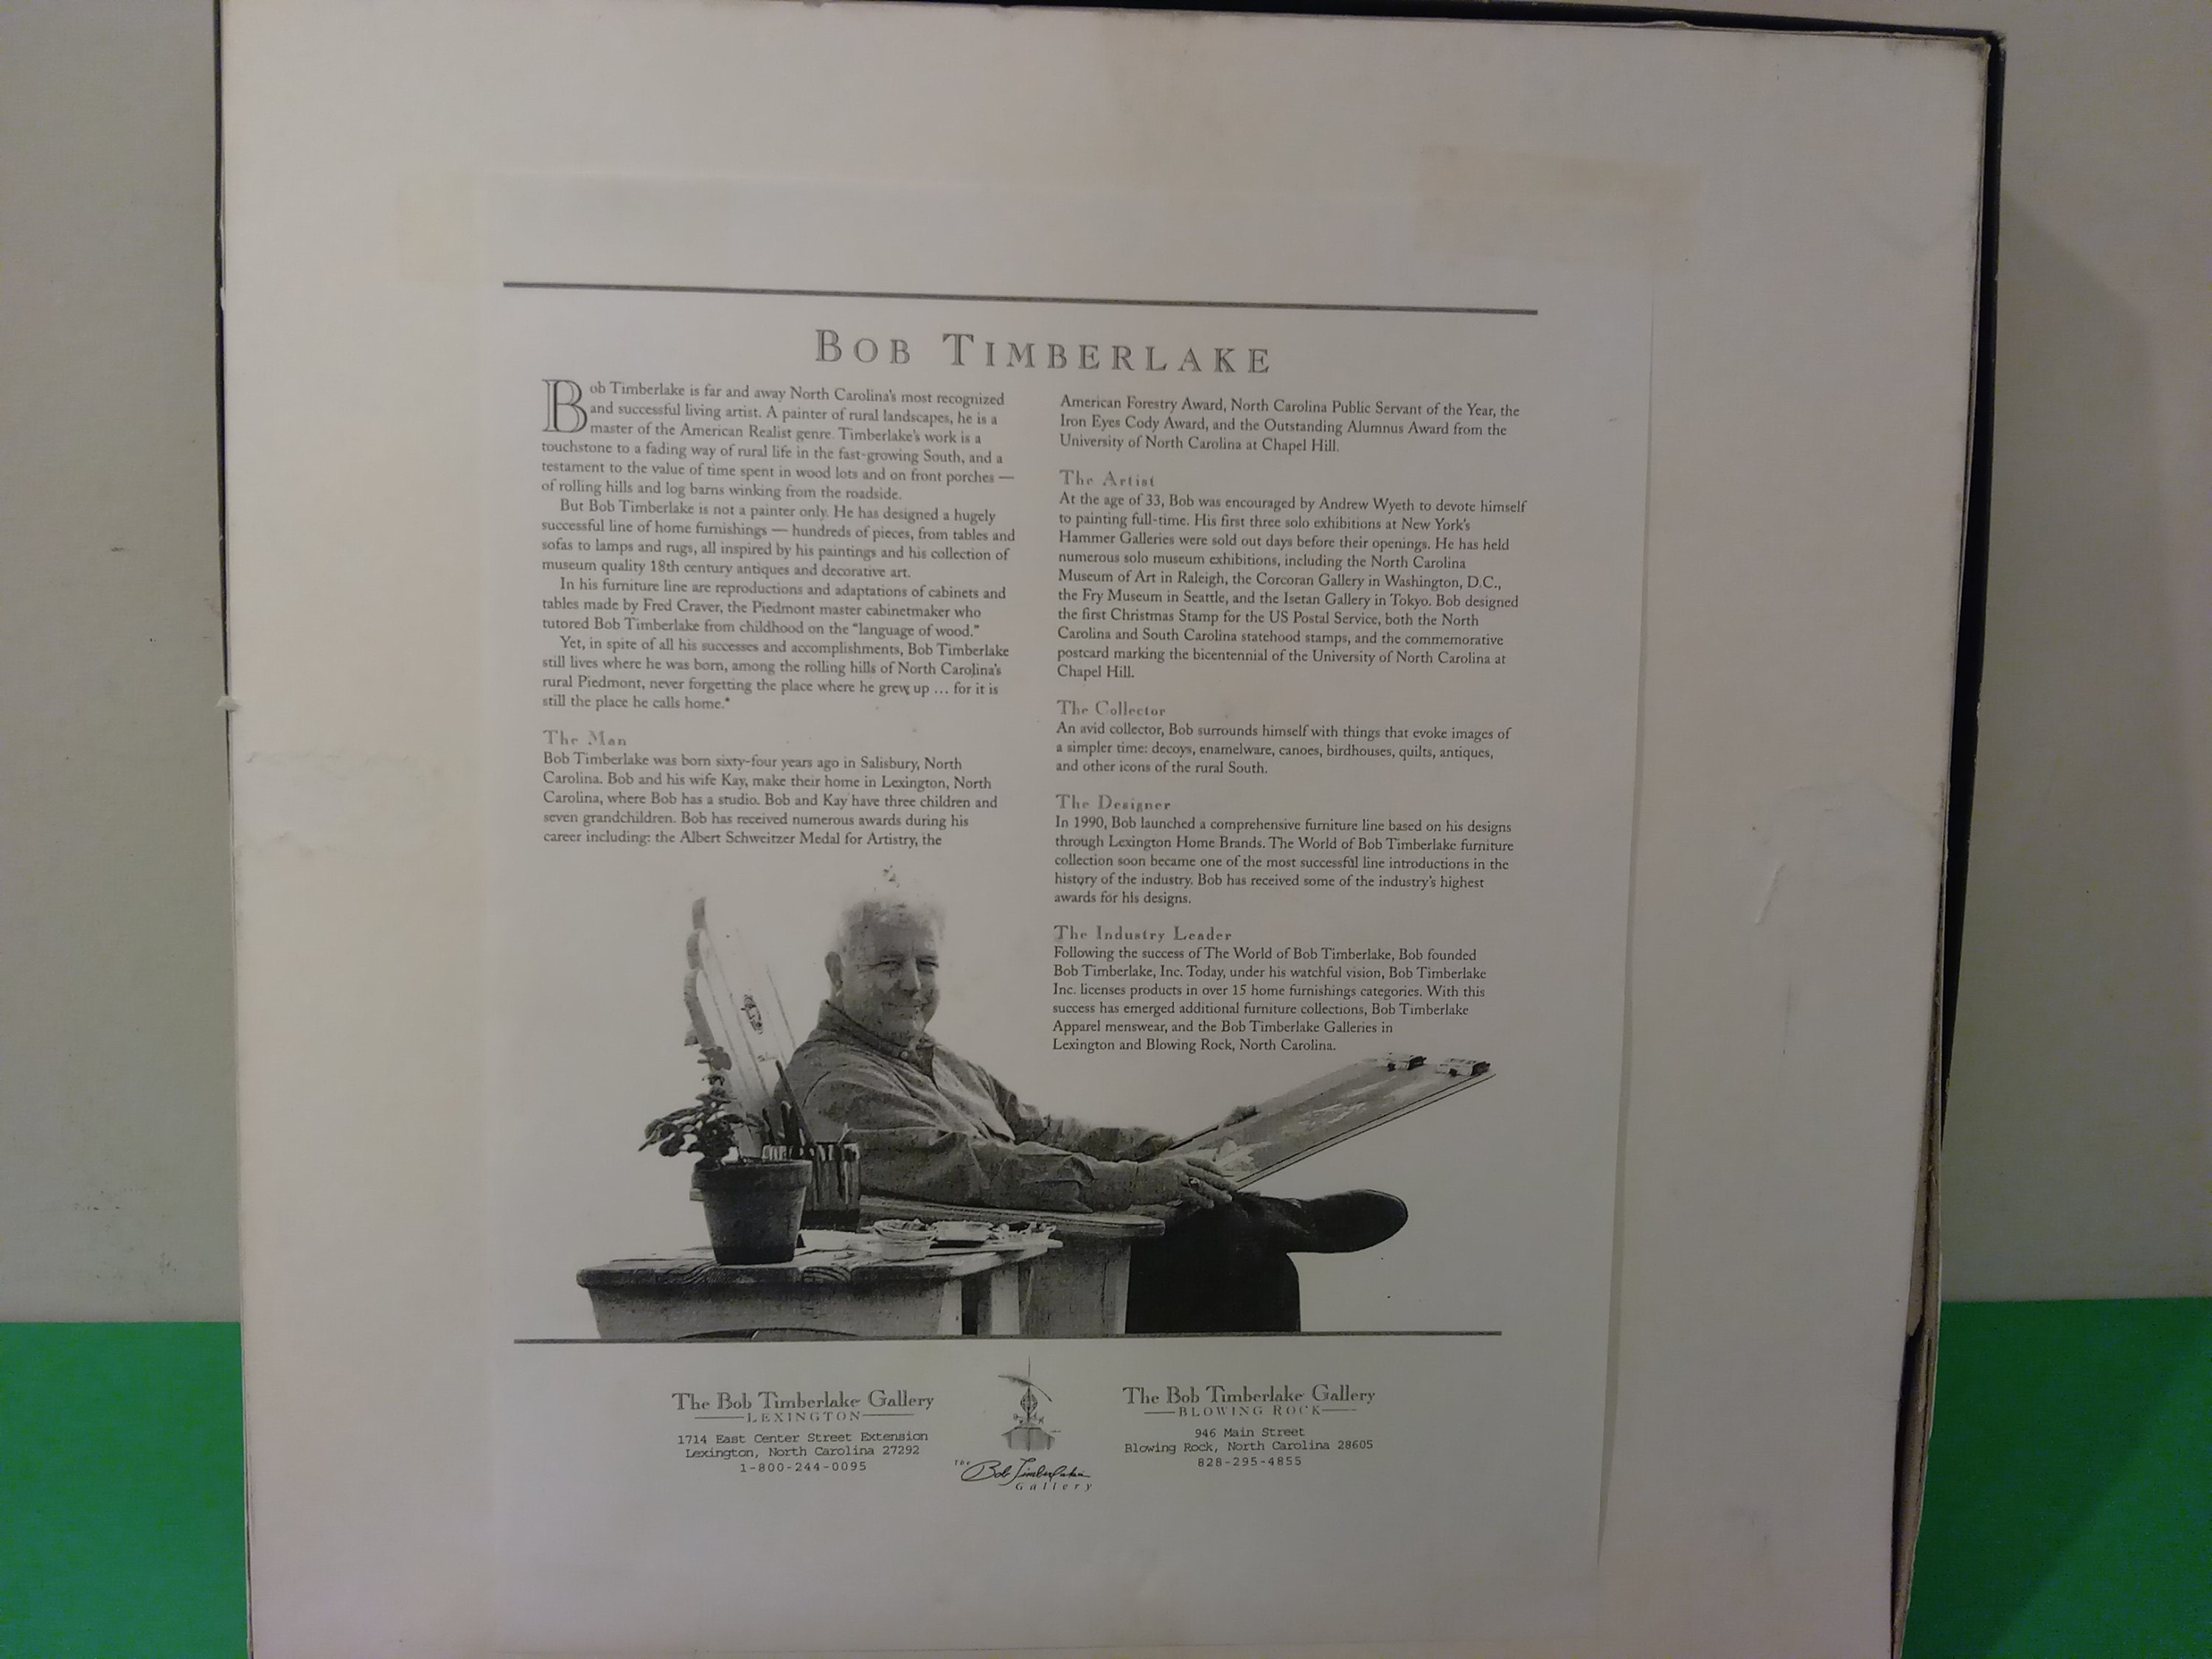 BOB TIMBERLAKE
Bob Timberlake is far and away North Carolina's most recognized
and successful living artist. A painter of rural landscapes, he is a
master of the American Realist genre. Timberlake's work is a
touchstone to a fading way of rural life in the fast-growing South, and a
testament to the value of time spent in wood lots and on front porches —
of rolling hills and log barns winking from the roadside.
But Bob Timberlake is not a painter only. He has designed a hugely
successful line of home furnishings — hundreds of pieces, from tables and
sofas to lamps and rugs, all inspired by his paintings and his collection of
museum quality 18th century antiques and decorative art.
In his furniture line are reproductions and adaptations of cabinets and
tables made by Fred Craver, the Piedmont master cabinetmaker who
tutored Bob Timberlake from childhood on the "language of wood."
Yet, in spite of all his successes and accomplishments, Bob Timberlake
still lives where he was born, among the rolling hills of North Carolina's
rural Piedmont, never forgetting the place where he grew up ... for it is
still the place he calls home.*
The Man
Bob Timberlake was born sixty-four years ago in Salisbury, North
Carolina. Bob and his wife Kay, make their home in Lexington, North
Carolina, where Bob has a studio. Bob and Kay have three children and
seven grandchildren. Bob has received numerous awards during his
career including: the Albert Schweitzer Medal for Artistry, the
American Forestry Award, North Carolina Public Servant of the Year, the
Iron Eyes Cody Award, and the Outstanding Alumnus Award from the
University of North Carolina at Chapel Hill.
The Artist
At the age of 33, Bob was encouraged by Andrew Wyeth to devote himself
to painting full-time. His first three solo exhibitions at New York's
Hammer Galleries were sold out days before their openings. He has held
numerous solo museum exhibitions, including the North Carolina
Museum of Art in Raleigh, the Corcoran Gallery in Washington, D.C.,
the Fry Museum in Seattle, and the Isetan Gallery in Tokyo. Bob designed
the first Christmas Stamp for the US Postal Service, both the North
Carolina and South Carolina statehood stamps, and the commemorative
postcard marking the bicentennial of the University of North Carolina at
Chapel Hill.
The Collector
An avid collector, Bob surrounds himself with things that evoke images of
a simpler time: decoys, enamelware, canoes, birdhouses, quilts, antiques,
and other icons of the rural South.
The Designer
In 1990, Bob launched a comprehensive furniture line based on his designs
through Lexington Home Brands. The World of Bob Timberlake furniture
collection soon became one of the most successful line introductions in the
history of the industry. Bob has received some of the industry's highest
awards for his designs.
The Industry Leader
Following the success of The World of Bob Timberlake, Bob founded
Bob Timberlake, Inc. Today, under his watchful vision, Bob Timberlake
Inc. licenses products in over 15 home furnishings categories. With this
success has emerged additional furniture collections, Bob Timberlake
Apparel menswear, and the Bob Timberlake Galleries in
Lexington and Blowing Rock, North Carolina.
The Bob Timberlake Gallery
LEXINGTON
1714 East Center Street Extension
Lexington, North Carolina 27292
1-800-244-0095
The Bob Timberlake
Gallery
The Bob Timberlake Gallery
BLOWING ROCK
946 Main Street
Blowing Rock, North Carolina 28605
828-295-4855